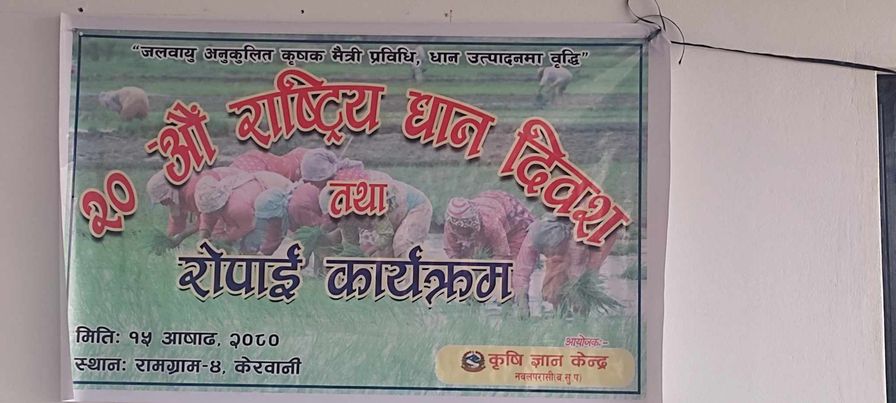 "जलवायु अनुकुलित कृषक मैत्री प्रविधि, धान उत्पादनमा वृद्धि"
२० औं राष्ट्रिय धान दिवश
तथा
रोपाईं कार्यक्रम
मिति: १५ आषाढ, २०८०
स्थान: रामग्राम-४, केरवानी
आयोजक:-
कृषि ज्ञान केन्द्र
नवलपरासी(ब.सु.प)